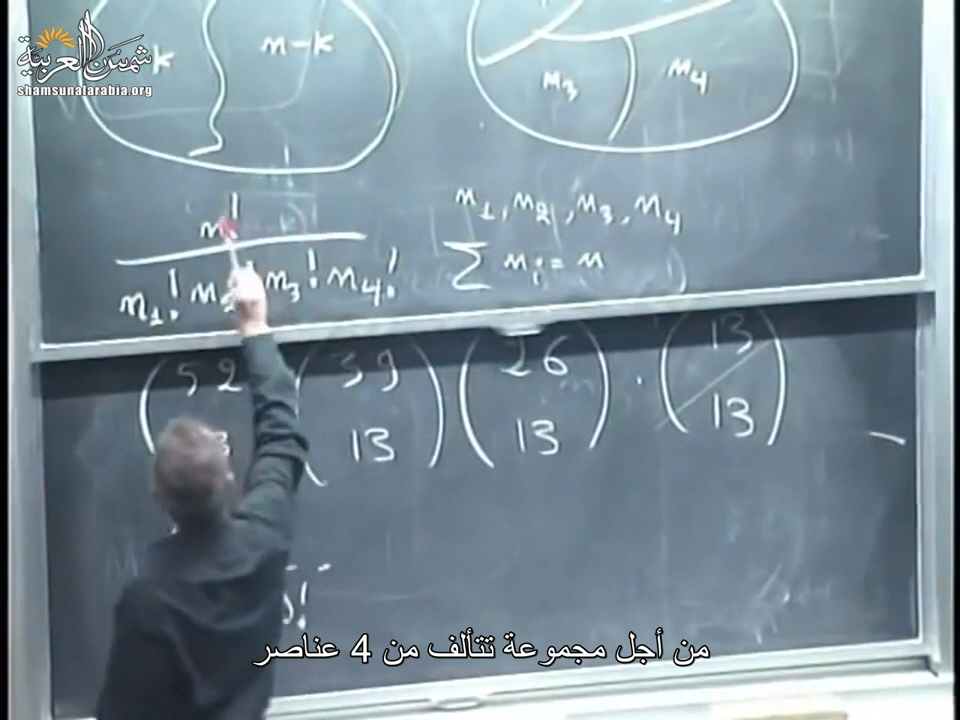 شمس العربية
shamsunalarabia.org
k
n-k
n3
n4
n!
n1! n2! n3! n4!
n1, n2, n3, n4
∑ ni = n
(52 13) (39 13) (26 13) · (13 13)
من أجل مجموعة تتألف من 4 عناصر